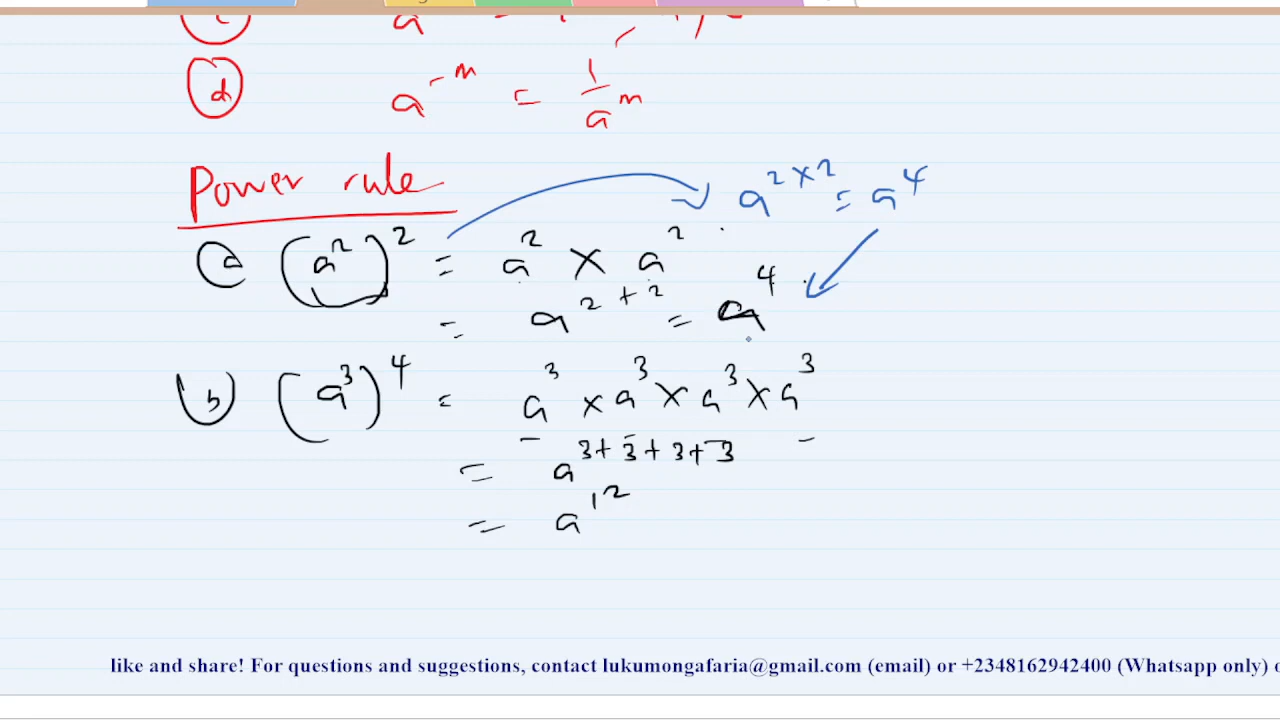 (d) a^-m = 1/a^m
Power rule
a^2×2 = a^4
(a) (a^2)^2 = a^2 × a^2
= a^2+2 = a^4
(b) (a^3)^4 = a^3 × a^3 × a^3 × a^3
= a^3+3+3+3
= a^12
like and share! For questions and suggestions, contact lukumongafaria@gmail.com (email) or +2348162942400 (Whatsapp only) o